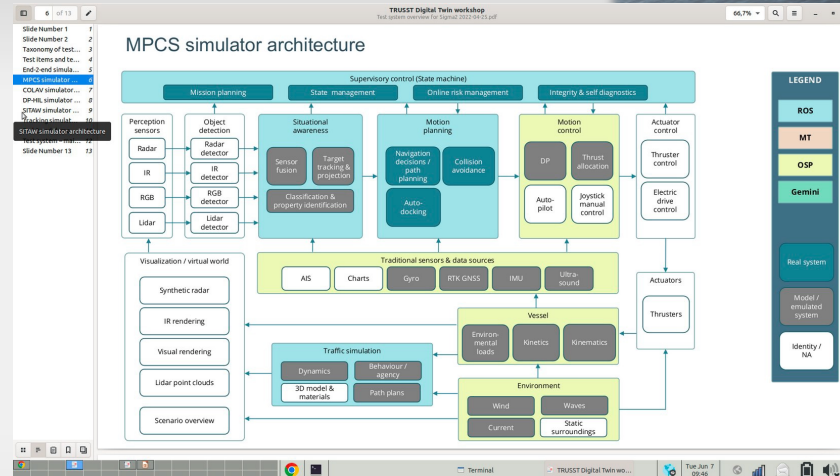 6 of 13
TRUSST Digital Twin workshop
Test system overview for Sigma2 2022-04-25.pdf
66,7%
Slide Number 1 1
Slide Number 2 2
Taxonomy of test... 3
Test items and te... 4
End-2-end simula... 5
MPCS simulator ... 6
COLAV simulator... 7
DP-HIL simulator ... 8
SITAW simulator ... 9
Tracking simulat... 10
SITAW simulator architecture
Slide Number 13 13
MPCS simulator architecture
Supervisory control (State machine)
Mission planning
State management
Online risk management
Integrity & self diagnostics
Perception
sensors
Radar
IR
RGB
Lidar
Object
detection
Radar
detector
IR
detector
RGB
detector
Lidar
detector
Situational
awareness
Sensor
fusion
Target
tracking &
projection
Classification &
property identification
Motion
planning
Navigation
decisions /
path
planning
Collision
avoidance
Auto-
docking
Motion
control
DP
Thrust
allocation
Auto-
pilot
Joystick
manual
control
Actuator
control
Thruster
control
Electric
drive
control
Visualization / virtual world
Synthetic radar
IR rendering
Visual rendering
Lidar point clouds
Scenario overview
Traditional sensors & data sources
AIS
Charts
Gyro
RTK GNSS
IMU
Ultra-
sound
Actuators
Thrusters
Vessel
Environ-
mental
loads
Kinetics
Kinematics
Traffic simulation
Dynamics
Behaviour /
agency
3D model &
materials
Path plans
Environment
Wind
Waves
Current
Static
surroundings
LEGEND
ROS
MT
OSP
Gemini
Real system
Model /
emulated
system
Identity /
NA
Terminal
TRUSST Digital Twin wo...
Tue Jun 7
09:46